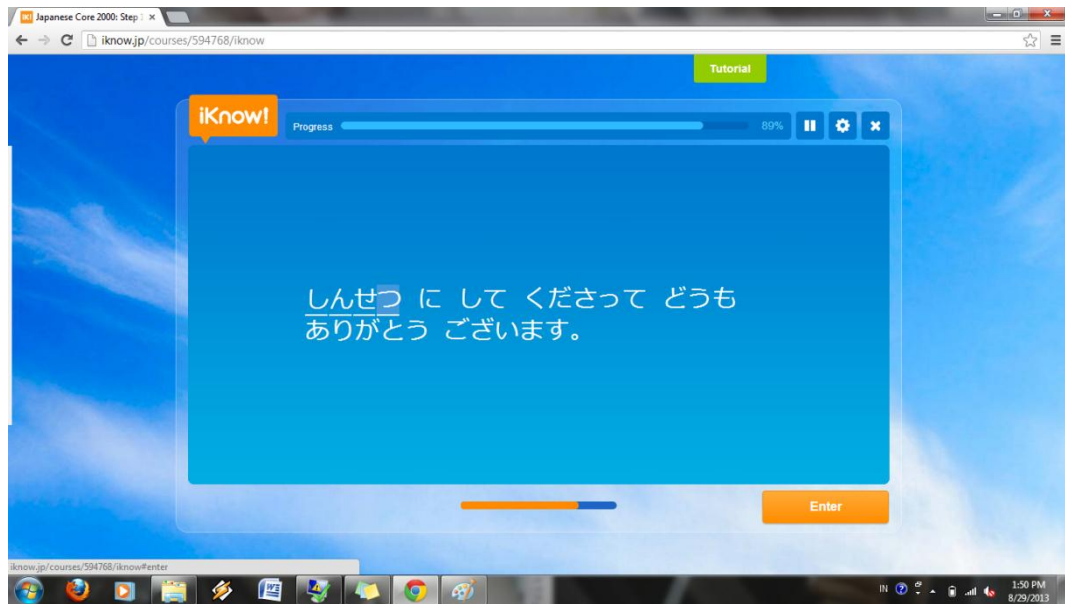 Japanese Core 2000: Step
iknow.jp/courses/594768/iknow
Tutorial
iKnow!
Progress 89%
しんせつ に して くださって どうも
ありがとう ございます。
Enter
iknow.jp/courses/594768/iknow#enter
IN 1:50 PM
8/29/2013